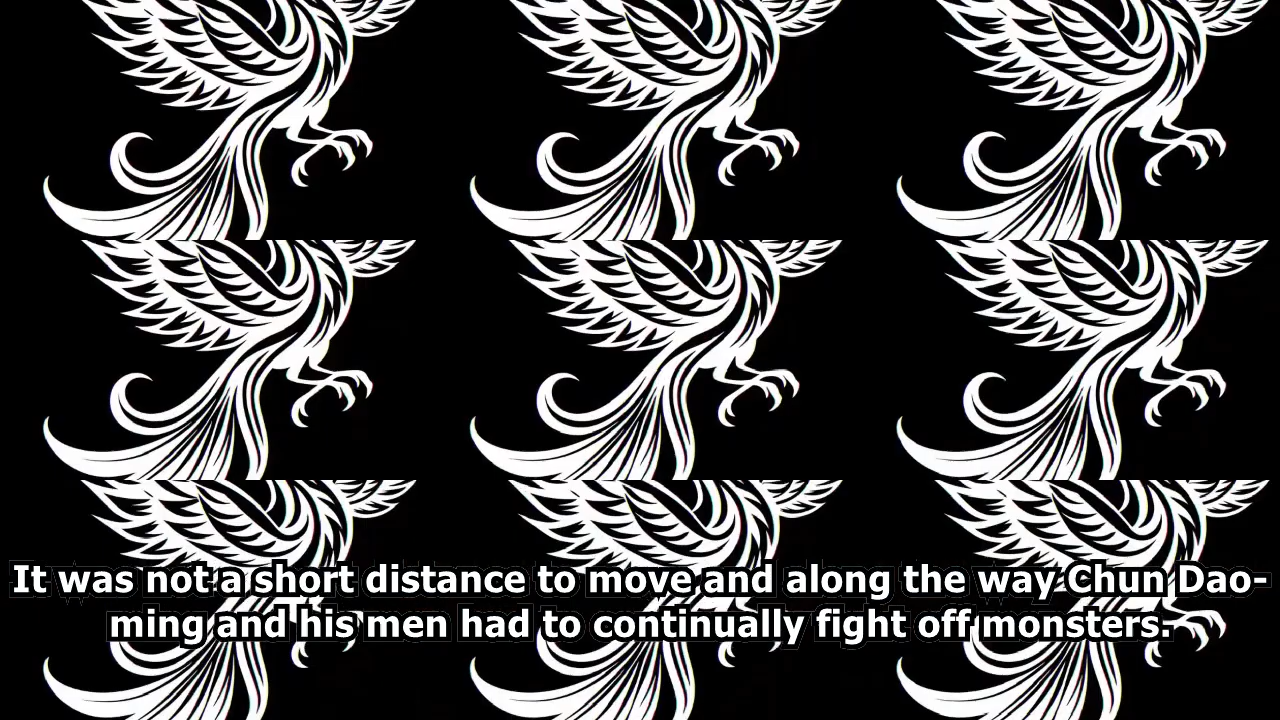 It was not a short distance to move and along the way Chun Dao-
ming and his men had to continually fight off monsters.